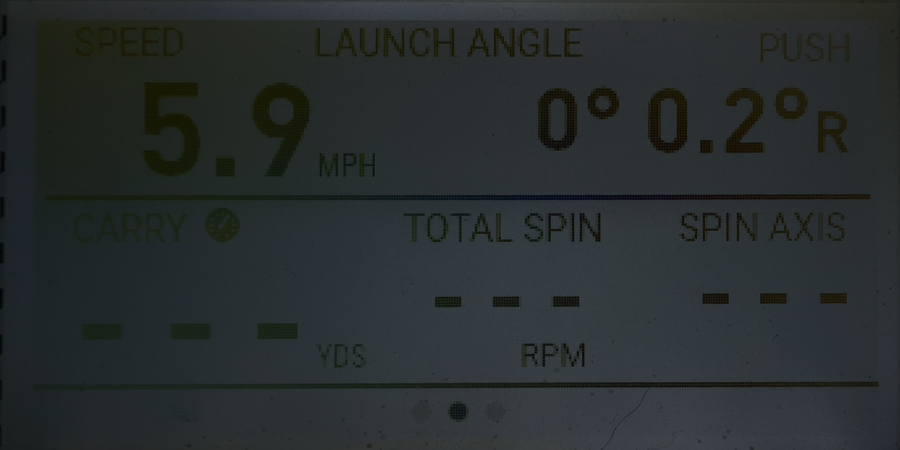 SPEED LAUNCH ANGLE PUSH
5.9 MPH 0° 0.2° R
CARRY TOTAL SPIN SPIN AXIS
- - - YDS - - - RPM - - -